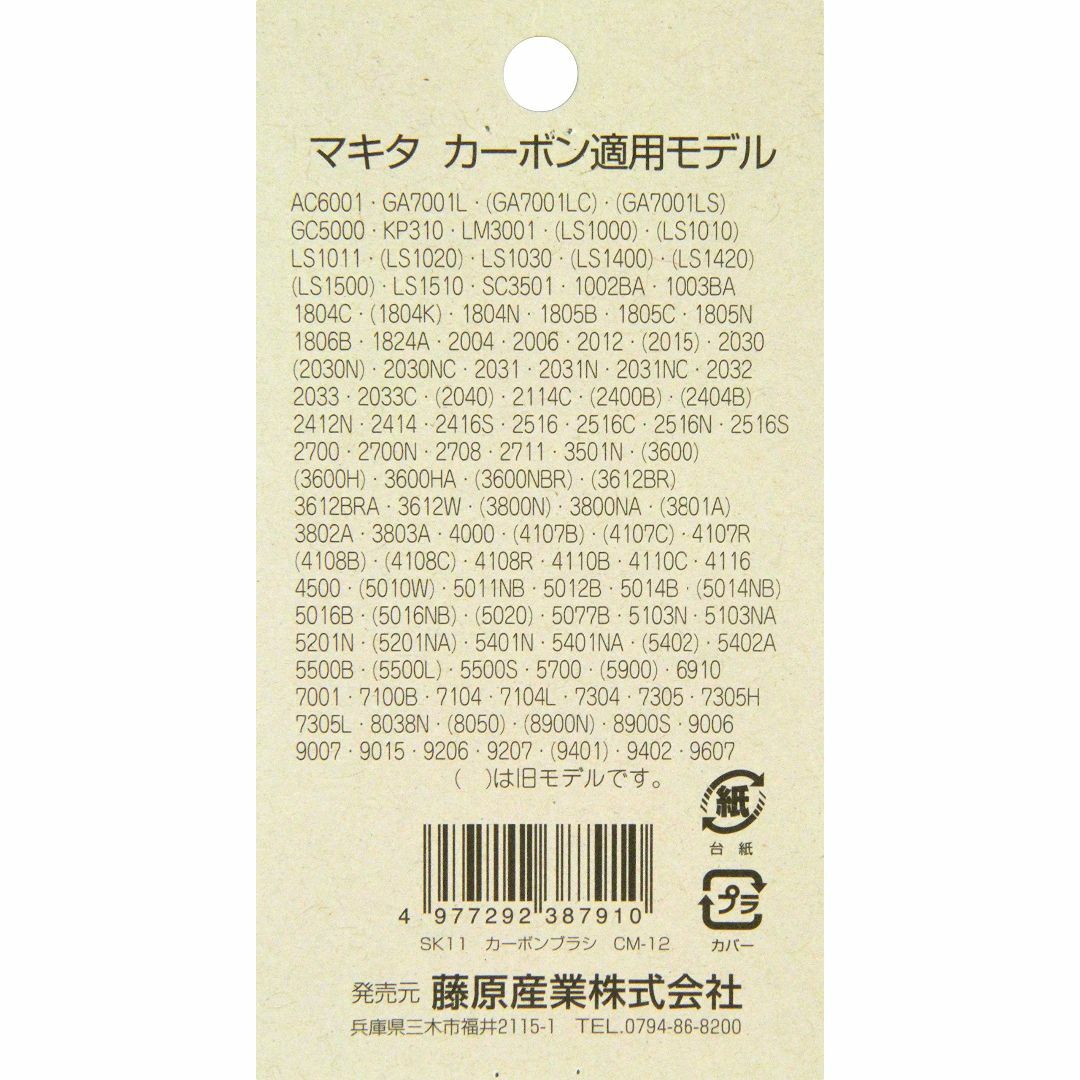 マキタ カーボン適用モデル
AC6001・GA7001L・(GA7001LC)・(GA7001LS)
GC5000・KP310・LM3001・(LS1000)・(LS1010)
LS1011・(LS1020)・LS1030・(LS1400)・(LS1420)
(LS1500)・LS1510・SC3501・1002BA・1003BA
1804C・(1804K)・1804N・1805B・1805C・1805N
1806B・1824A・2004・2006・2012・(2015)・2030
(2030N)・2030NC・2031・2031N・2031NC・2032
2033・2033C・(2040)・2114C・(2400B)・(2404B)
2412N・2414・2416S・2516・2516C・2516N・2516S
2700・2700N・2708・2711・3501N・(3600)
(3600H)・3600HA・(3600NBR)・(3612BR)
3612BRA・3612W・(3800N)・3800NA・(3801A)
3802A・3803A・4000・(4107B)・(4107C)・4107R
(4108B)・(4108C)・4108R・4110B・4110C・4116
4500・(5010W)・5011NB・5012B・5014B・(5014NB)
5016B・(5016NB)・(5020)・5077B・5103N・5103NA
5201N・(5201NA)・5401N・5401NA・(5402)・5402A
5500B・(5500L)・5500S・5700・(5900)・6910
7001・7100B・7104・7104L・7304・7305・7305H
7305L・8038N・(8050)・(8900N)・8900S・9006
9007・9015・9206・9207・(9401)・9402・9607
(　)は旧モデルです。
紙
台紙
プラ
カバー
4 977292 387910
SK11 カーボンブラシ CM-12
発売元 藤原産業株式会社
兵庫県三木市福井2115-1 TEL.0794-86-8200